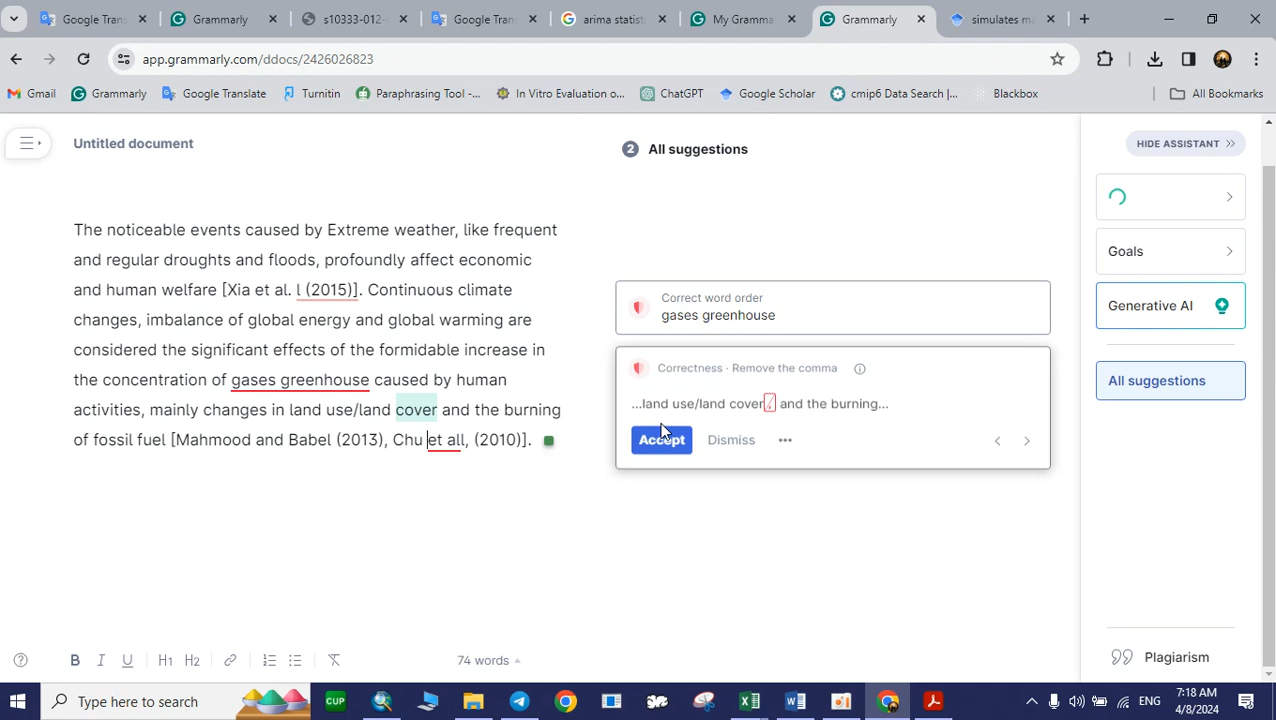 Google Tran
Grammarly
s10333-012-
Google Tran
arima statist
My Gramma
Grammarly
simulates ma
app.grammarly.com/ddocs/2426026823
Gmail
Grammarly
Google Translate
Turnitin
Paraphrasing Tool -...
In Vitro Evaluation o...
ChatGPT
Google Scholar
cmip6 Data Search |...
Blackbox
All Bookmarks
Untitled document
2 All suggestions
HIDE ASSISTANT
The noticeable events caused by Extreme weather, like frequent
and regular droughts and floods, profoundly affect economic
and human welfare [Xia et al. l (2015)]. Continuous climate
changes, imbalance of global energy and global warming are
considered the significant effects of the formidable increase in
the concentration of gases greenhouse caused by human
activities, mainly changes in land use/land cover and the burning
of fossil fuel [Mahmood and Babel (2013), Chu et all, (2010)].
Correct word order
gases greenhouse
Correctness · Remove the comma
...land use/land cover, and the burning...
Accept
Dismiss
Goals
Generative AI
All suggestions
Plagiarism
B I U H1 H2
74 words
Type here to search
CUP
ENG
7:18 AM
4/8/2024